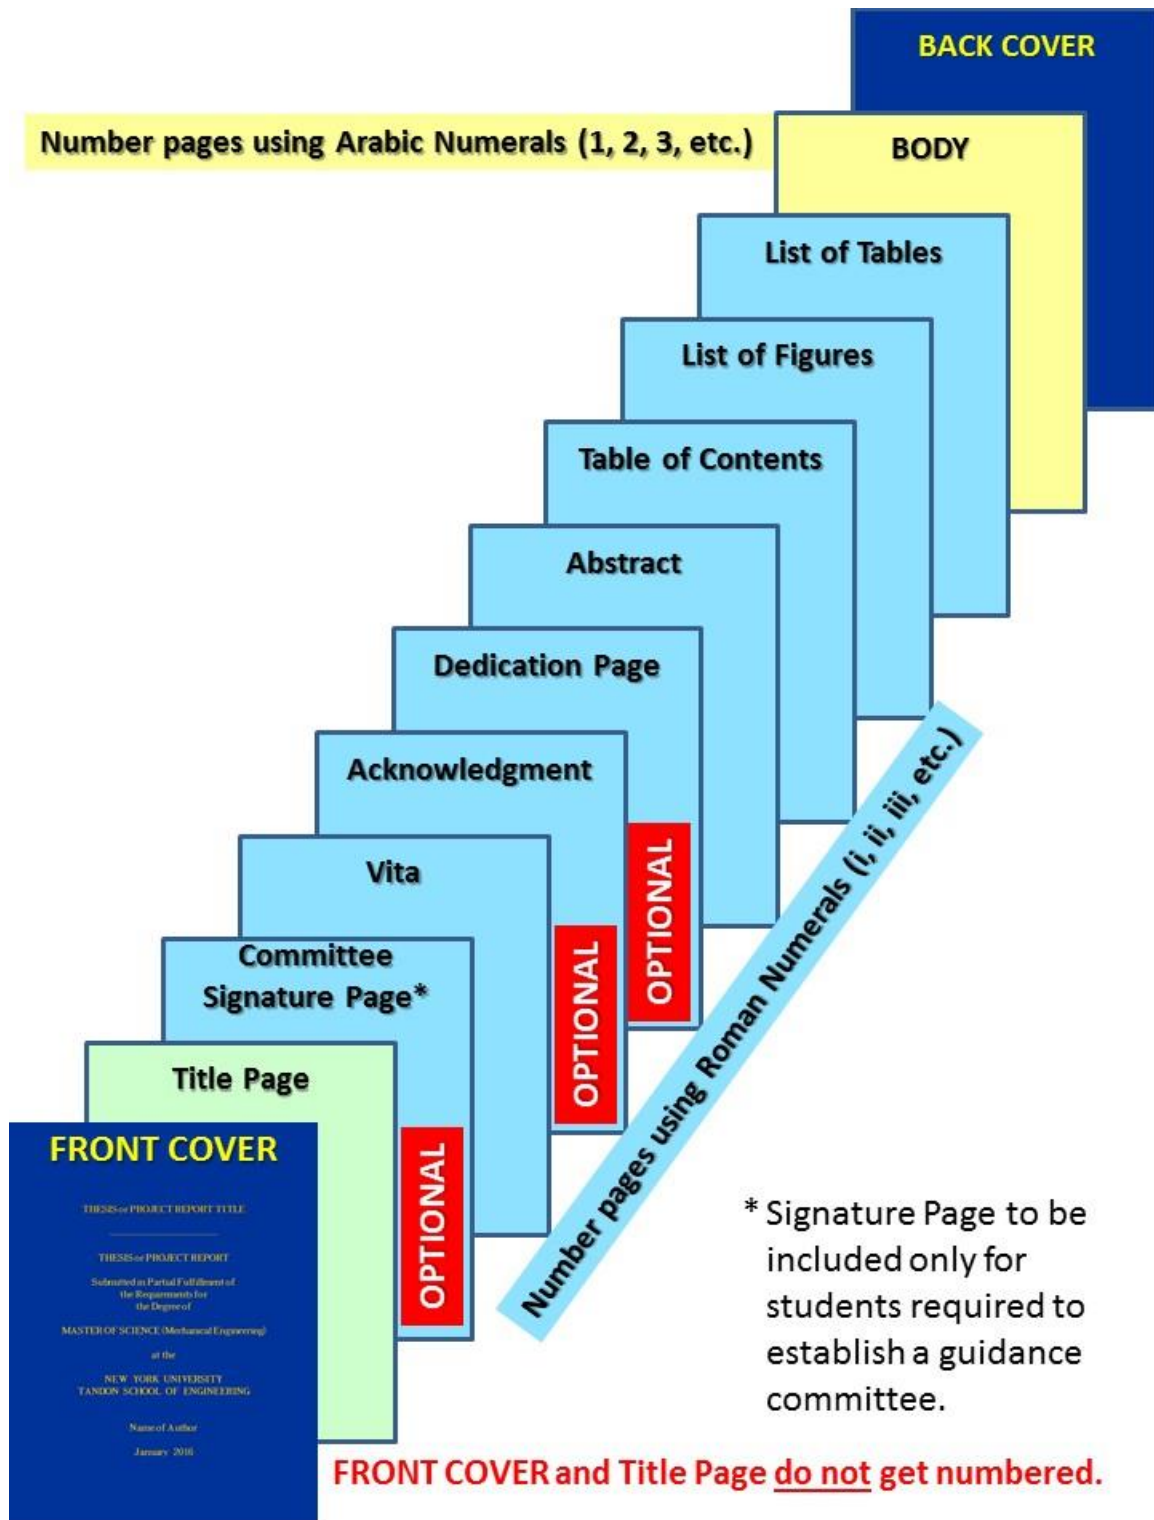 BACK COVER
Number pages using Arabic Numerals (1, 2, 3, etc.)
BODY
List of Tables
List of Figures
Table of Contents
Abstract
Dedication Page
Acknowledgment
Vita
Committee
Signature Page*
Title Page
OPTIONAL
OPTIONAL
OPTIONAL
Number pages using Roman Numerals (i, ii, iii, etc.)
FRONT COVER
THESIS or PROJECT REPORT TITLE
THESIS or PROJECT REPORT
Submitted in Partial Fulfillment of
the Requirements for
the Degree of
MASTER OF SCIENCE (Mechanical Engineering)
at the
NEW YORK UNIVERSITY
TANDON SCHOOL OF ENGINEERING
Name of Author
January 2016
* Signature Page to be
included only for
students required to
establish a guidance
committee.
FRONT COVER and Title Page do not get numbered.